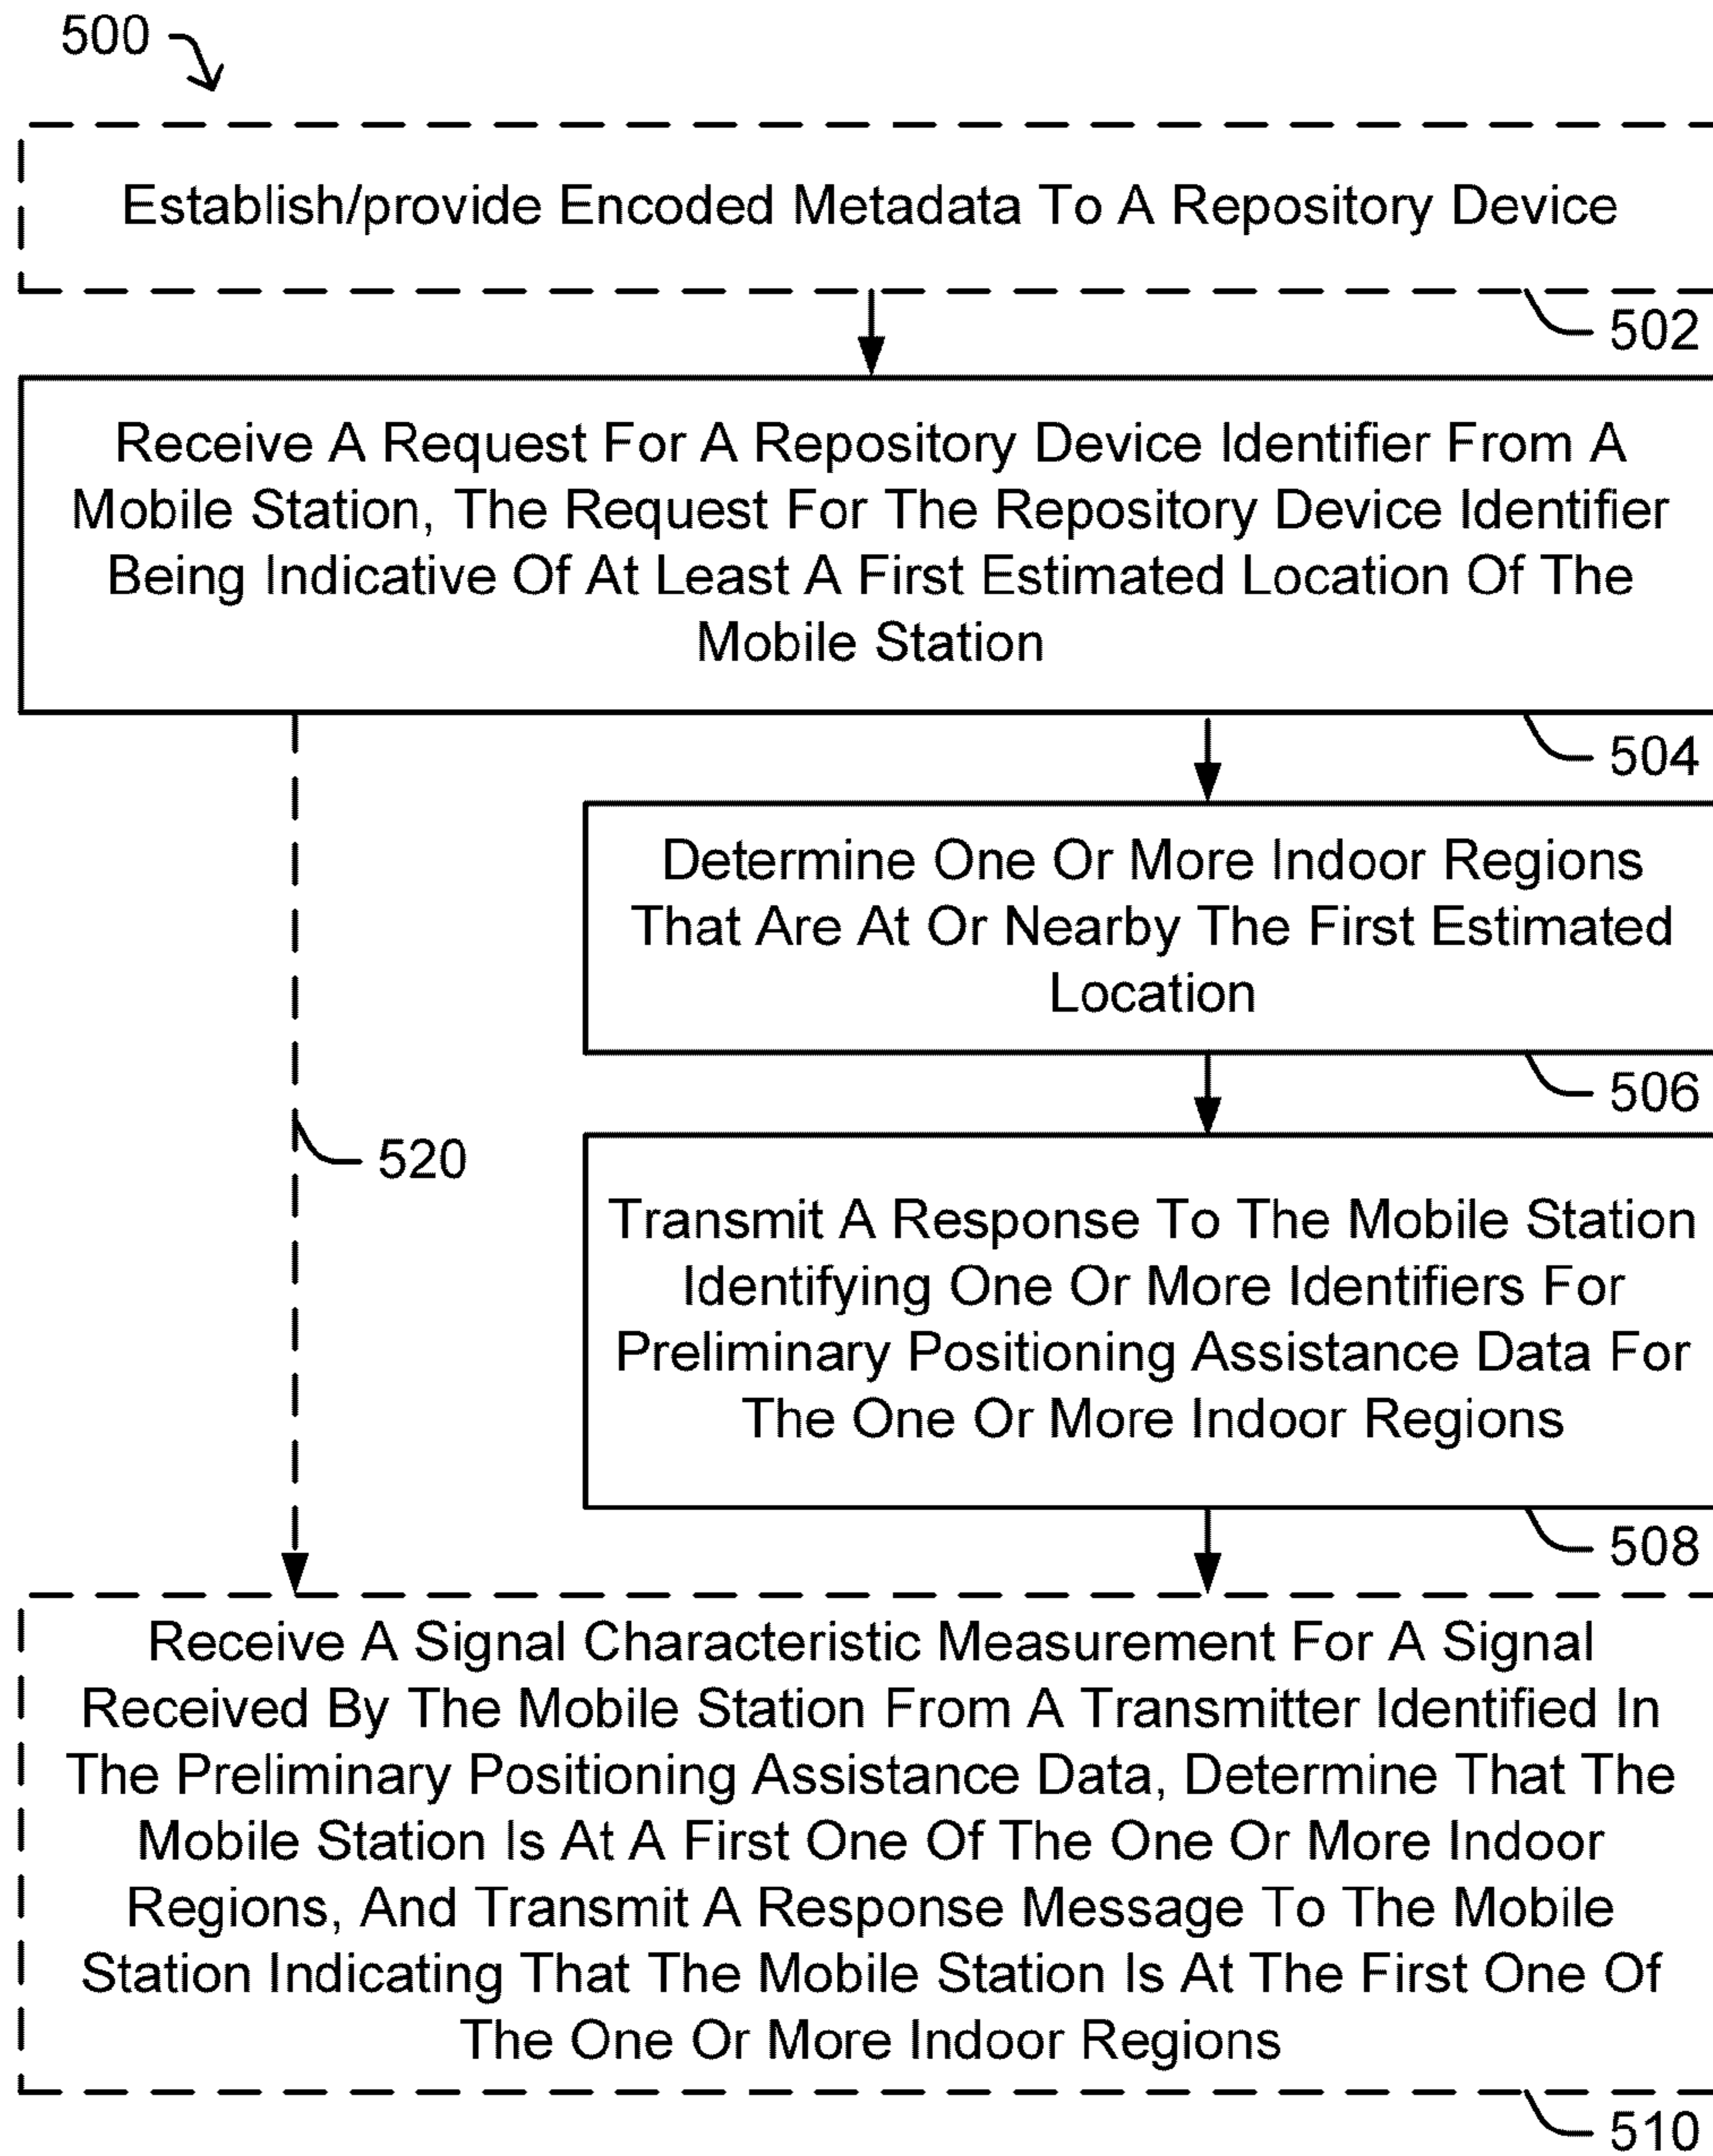 500
Establish/provide Encoded Metadata To A Repository Device
502
Receive A Request For A Repository Device Identifier From A
Mobile Station, The Request For The Repository Device Identifier
Being Indicative Of At Least A First Estimated Location Of The
Mobile Station
504
Determine One Or More Indoor Regions
That Are At Or Nearby The First Estimated
Location
506
520
Transmit A Response To The Mobile Station
Identifying One Or More Identifiers For
Preliminary Positioning Assistance Data For
The One Or More Indoor Regions
508
Receive A Signal Characteristic Measurement For A Signal
Received By The Mobile Station From A Transmitter Identified In
The Preliminary Positioning Assistance Data, Determine That The
Mobile Station Is At A First One Of The One Or More Indoor
Regions, And Transmit A Response Message To The Mobile
Station Indicating That The Mobile Station Is At The First One Of
The One Or More Indoor Regions
510